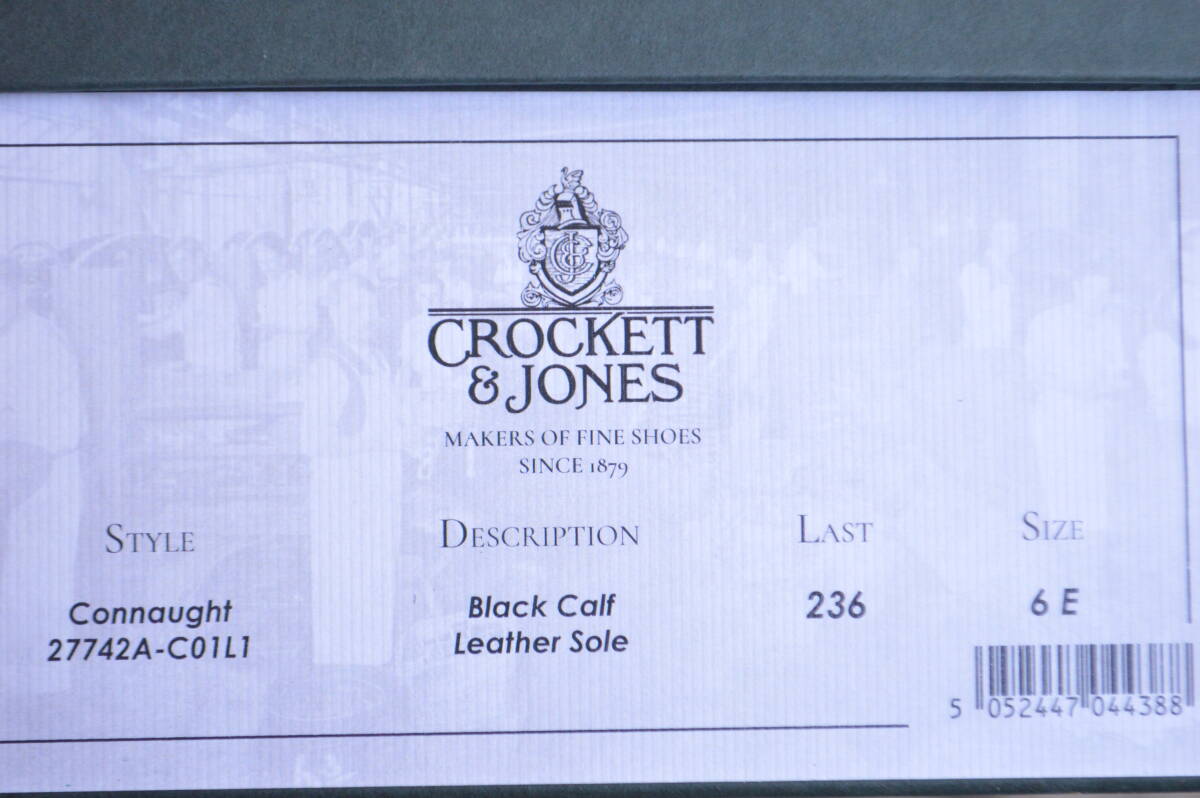 CROCKETT
& JONES
MAKERS OF FINE SHOES
SINCE 1879
STYLE DESCRIPTION LAST SIZE
Connaught Black Calf 236 6 E
27742A-C01L1 Leather Sole
5 052447 044388